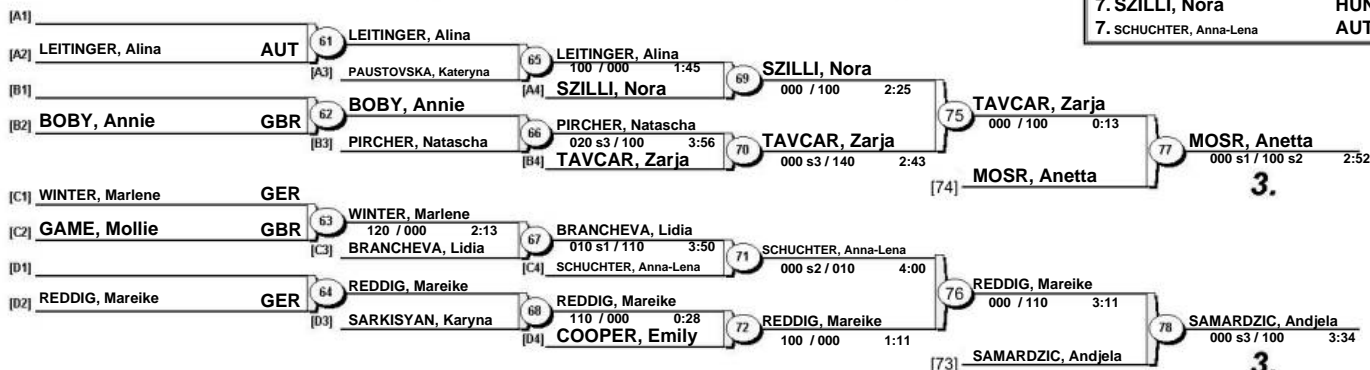 7. SZILLI, Nora HUN
7. SCHUCHTER, Anna-Lena AUT
[A1]
[A2] LEITINGER, Alina AUT
61
LEITINGER, Alina
[A3] PAUSTOVSKA, Kateryna
65
LEITINGER, Alina
100 / 000 1:45
[A4] SZILLI, Nora
69
SZILLI, Nora
000 / 100 2:25
[B1]
[B2] BOBY, Annie GBR
62
BOBY, Annie
[B3] PIRCHER, Natascha
66
PIRCHER, Natascha
020 s3 / 100 3:56
[B4] TAVCAR, Zarja
70
TAVCAR, Zarja
000 s3 / 140 2:43
75
TAVCAR, Zarja
000 / 100 0:13
[74] MOSR, Anetta
77
MOSR, Anetta
000 s1 / 100 s2 2:52
3.
[C1] WINTER, Marlene GER
[C2] GAME, Mollie GBR
63
WINTER, Marlene
120 / 000 2:13
[C3] BRANCHEVA, Lidia
67
BRANCHEVA, Lidia
010 s1 / 110 3:50
[C4] SCHUCHTER, Anna-Lena
71
SCHUCHTER, Anna-Lena
000 s2 / 010 4:00
[D1]
[D2] REDDIG, Mareike GER
64
REDDIG, Mareike
[D3] SARKISYAN, Karyna
68
REDDIG, Mareike
110 / 000 0:28
[D4] COOPER, Emily
72
REDDIG, Mareike
100 / 000 1:11
76
REDDIG, Mareike
000 / 110 3:11
[73] SAMARDZIC, Andjela
78
SAMARDZIC, Andjela
000 s3 / 100 3:34
3.